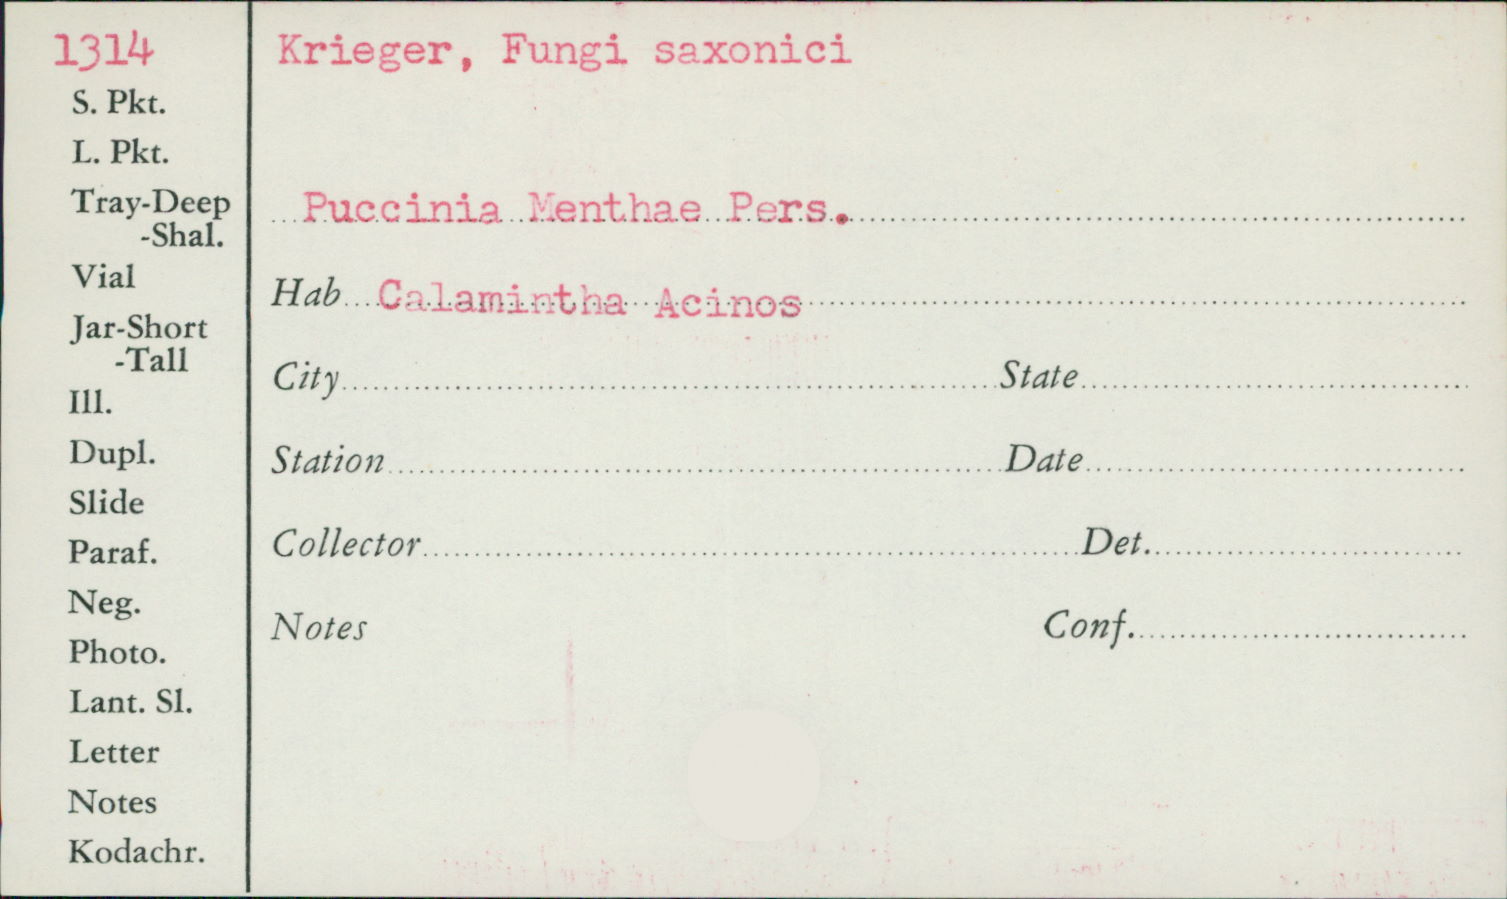 1314
Krieger, Fungi saxonici
S. Pkt.
L. Pkt.
Tray-Deep
-Shal.
Vial
Jar-Short
-Tall
Ill.
Dupl.
Slide
Paraf.
Neg.
Photo.
Lant. Sl.
Letter
Notes
Kodachr.
Puccinia Menthae Pers.
Hab Calamintha Acinos
City State
Station Date
Collector Det.
Notes Conf.